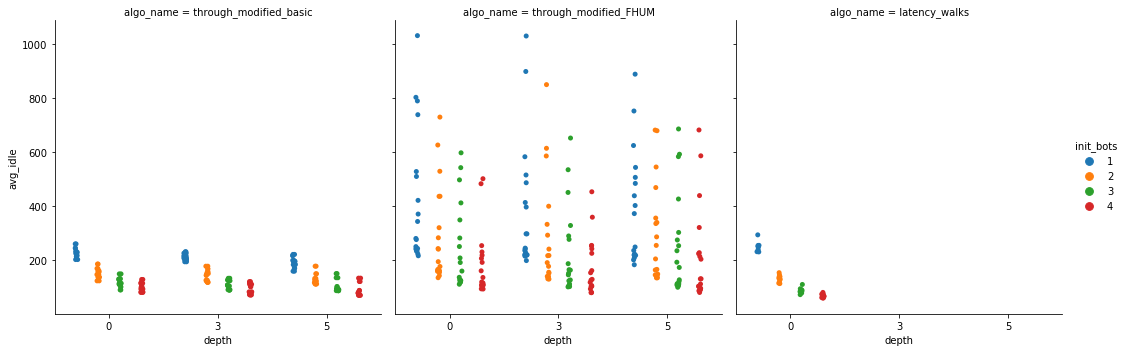 algo_name = through_modified_basic
algo_name = through_modified_FHUM
algo_name = latency_walks
1000
800
600
400
200
avg_idle
0
3
5
0
3
5
0
3
5
depth
depth
depth
init_bots
1
2
3
4